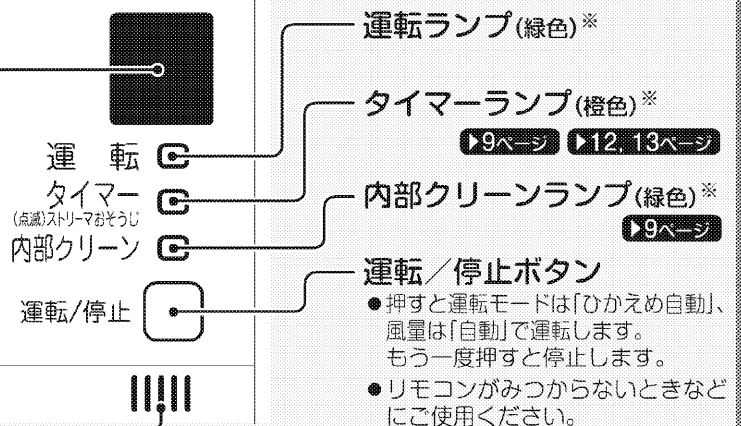 運転
タイマー
(点滅)ストリーマおそうじ
内部クリーン
運転/停止
運転ランプ(緑色)※
タイマーランプ(橙色)※
▶9ページ ▶12, 13ページ
内部クリーンランプ(緑色)※
▶9ページ
運転／停止ボタン
●押すと運転モードは「ひかえめ自動」、
風量は「自動」で運転します。
もう一度押すと停止します。
●リモコンがみつからないときなど
にご使用ください。